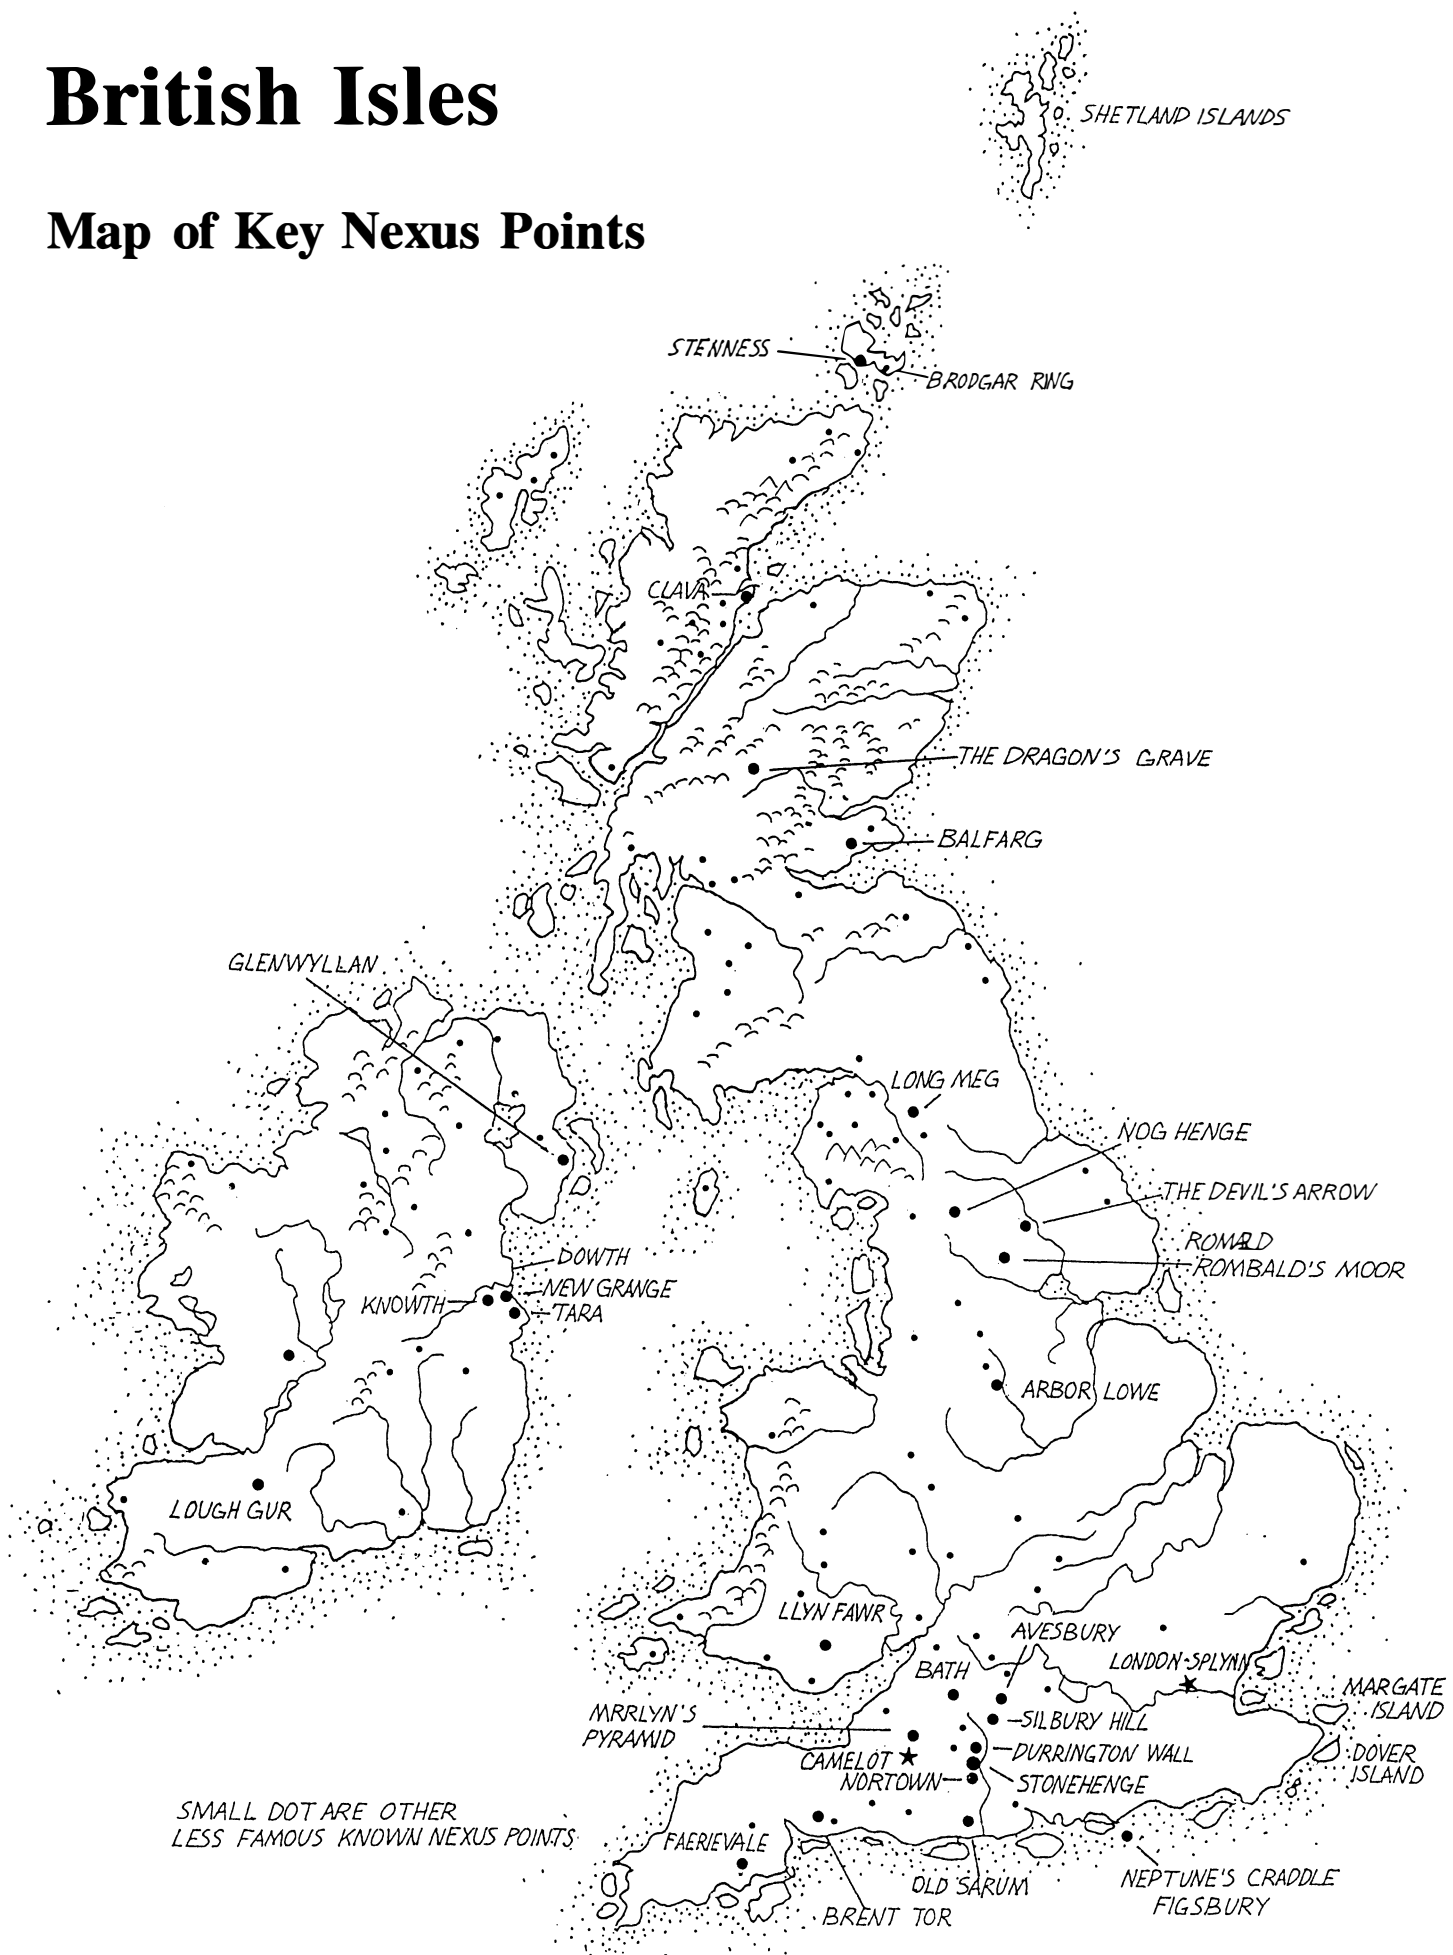 British Isles
SHETLAND ISLANDS
Map of Key Nexus Points
STENNESS
BRODGAR RING
CLAVA
THE DRAGON'S GRAVE
BALFARG
GLENWYLLAN
LONG MEG
NOG HENGE
THE DEVIL'S ARROW
ROMALD
ROMBALD'S MOOR
DOWTH
NEW GRANGE
KNOWTH
TARA
ARBOR LOWE
LOUGH GUR
LLYN FAWR
AVESBURY
BATH
LONDON-SPLYNN
MARGATE
ISLAND
MRRLYN'S
PYRAMID
SILBURY HILL
CAMELOT
DURRINGTON WALL
DOVER
ISLAND
NORTOWN
STONEHENGE
SMALL DOT ARE OTHER
LESS FAMOUS KNOWN NEXUS POINTS
FAERIEVALE
OLD SARUM
NEPTUNE'S CRADDLE
FIGSBURY
BRENT TOR